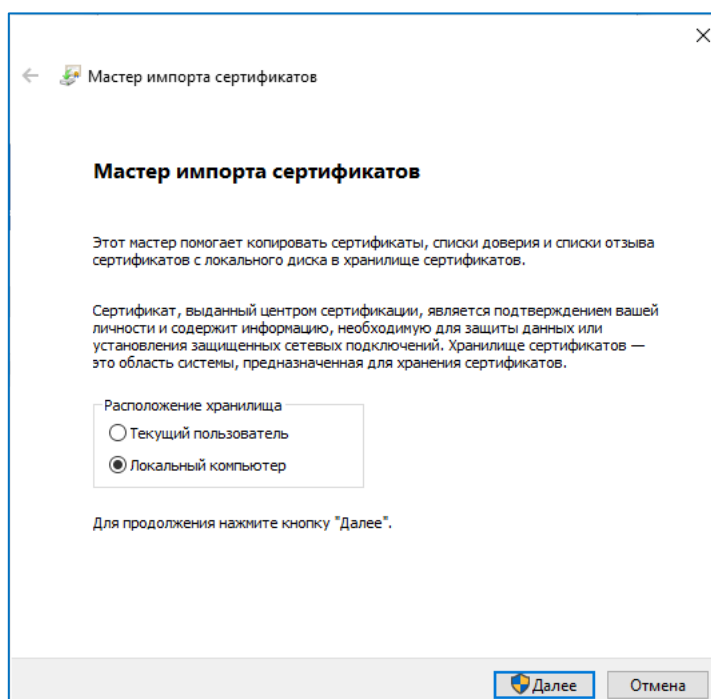 Мастер импорта сертификатов
Мастер импорта сертификатов
Этот мастер помогает копировать сертификаты, списки доверия и списки отзыва
сертификатов с локального диска в хранилище сертификатов.
Сертификат, выданный центром сертификации, является подтверждением вашей
личности и содержит информацию, необходимую для защиты данных или
установления защищенных сетевых подключений. Хранилище сертификатов —
это область системы, предназначенная для хранения сертификатов.
Расположение хранилища
Текущий пользователь
Локальный компьютер
Для продолжения нажмите кнопку "Далее".
Далее
Отмена